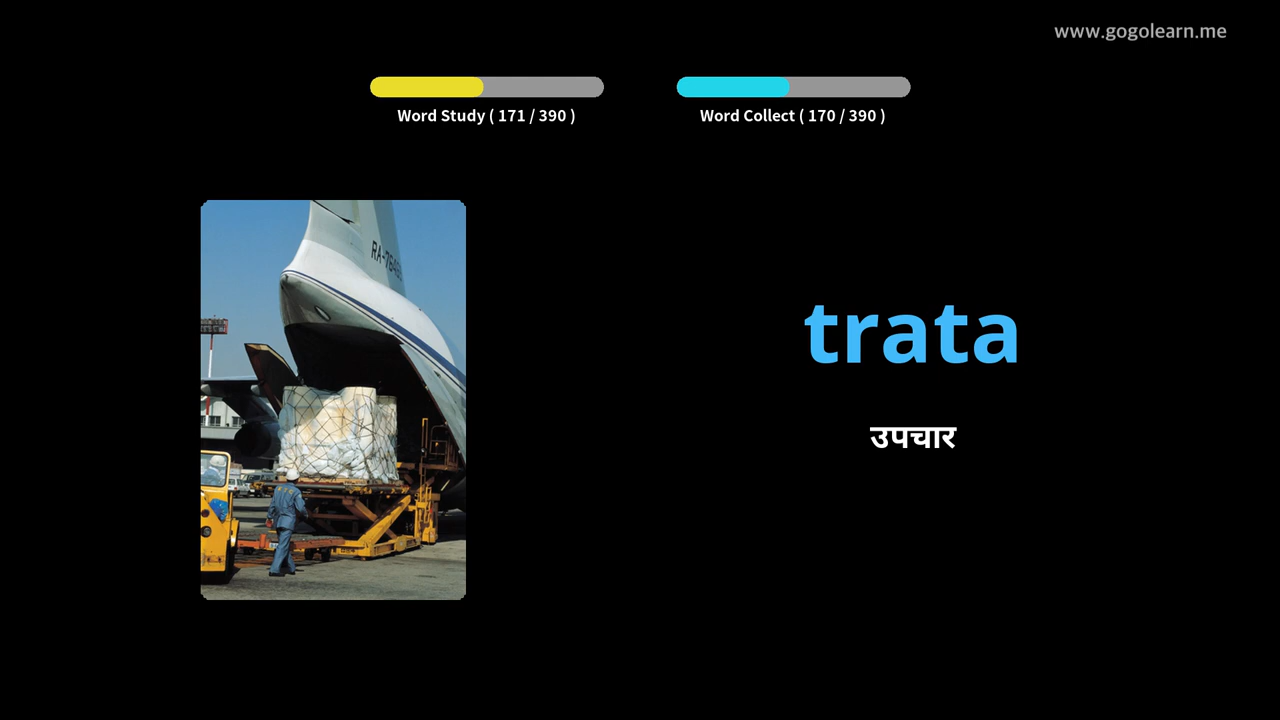 www.gogolearn.me
Word Study ( 171 / 390 )
Word Collect ( 170 / 390 )
trata
उपचार